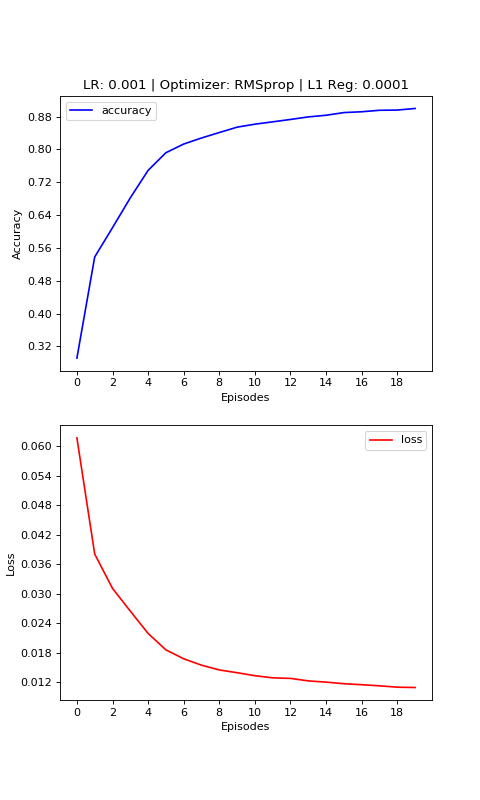 LR: 0.001 | Optimizer: RMSprop | L1 Reg: 0.0001
accuracy
0.88
0.80
0.72
0.64
0.56
0.48
0.40
0.32
Accuracy
0 2 4 6 8 10 12 14 16 18
Episodes
loss
0.060
0.054
0.048
0.042
0.036
0.030
0.024
0.018
0.012
Loss
0 2 4 6 8 10 12 14 16 18
Episodes